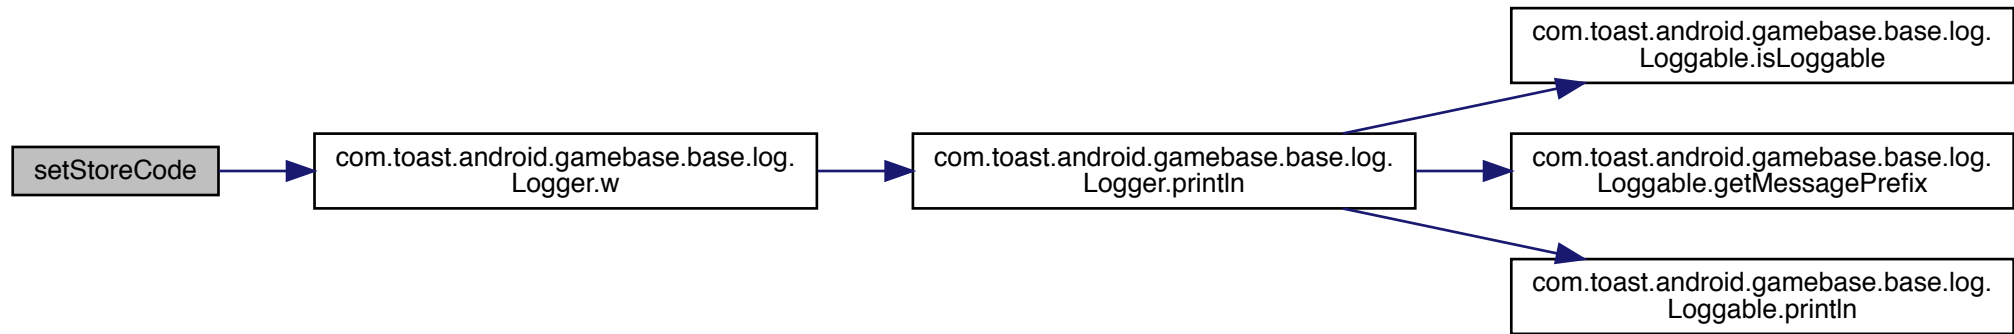 setStoreCode
com.toast.android.gamebase.base.log.
Logger.w
com.toast.android.gamebase.base.log.
Logger.println
com.toast.android.gamebase.base.log.
Loggable.isLoggable
com.toast.android.gamebase.base.log.
Loggable.getMessagePrefix
com.toast.android.gamebase.base.log.
Loggable.println